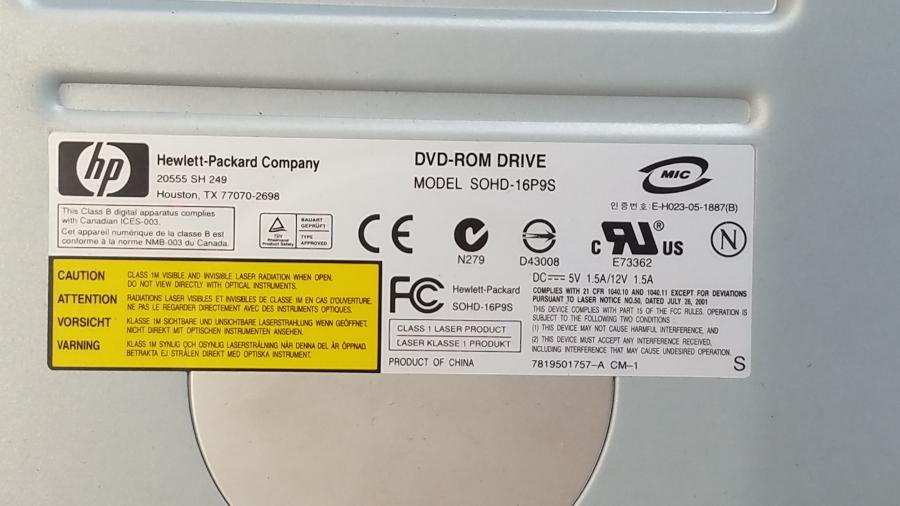 hp
Hewlett-Packard Company
20555 SH 249
Houston, TX 77070-2698
DVD-ROM DRIVE
MODEL SOHD-16P9S
MIC
인증번호:E-H023-05-1887(B)
This Class B digital apparatus complies
with Canadian ICES-003.
Cet appareil numérique de la classe B est
conforme à la norme NMB-003 du Canada.
TÜV
Rheinland
Product Safety
BAUART
GEPRÜFT
TYPE
APPROVED
CE
N279
D43008
c RU ® US
E73362
N
CAUTION CLASS 1M VISIBLE AND INVISIBLE LASER RADIATION WHEN OPEN.
DO NOT VIEW DIRECTLY WITH OPTICAL INSTRUMENTS.
ATTENTION RADIATIONS LASER VISIBLES ET INVISIBLES DE CLASSE 1M EN CAS D'OUVERTURE.
NE PAS LE REGARDER DIRECTEMENT AVEC DES INSTRUMENTS OPTIQUES.
VORSICHT KLASSE 1M SICHTBARE UND UNSICHTBARE LASERSTRAHLUNG WENN GEÖFFNET.
NICHT DIREKT MIT OPTISCHEN INSTRUMENTEN ANSEHEN.
VARNING KLASS 1M SYNLIG OCH OSYNLIG LASERSTRÅLNING NÄR DENNA DEL ÄR ÖPPNAD
BETRAKTA EJ STRÅLEN DIREKT MED OPTISKA INSTRUMENT.
FC
Hewlett-Packard
SOHD-16P9S
CLASS 1 LASER PRODUCT
LASER KLASSE 1 PRODUKT
PRODUCT OF CHINA
DC 5V 1.5A/12V 1.5A
COMPLIES WITH 21 CFR 1040.10 AND 1040.11 EXCEPT FOR DEVIATIONS
PURSUANT TO LASER NOTICE NO.50, DATED JULY 26, 2001
THIS DEVICE COMPLIES WITH PART 15 OF THE FCC RULES. OPERATION IS
SUBJECT TO THE FOLLOWING TWO CONDITIONS
(1) THIS DEVICE MAY NOT CAUSE HARMFUL INTERFERENCE, AND
(2) THIS DEVICE MUST ACCEPT ANY INTERFERENCE RECEIVED,
INCLUDING INTERFERENCE THAT MAY CAUSE UNDESIRED OPERATION.
7819501757-A CM-1
S